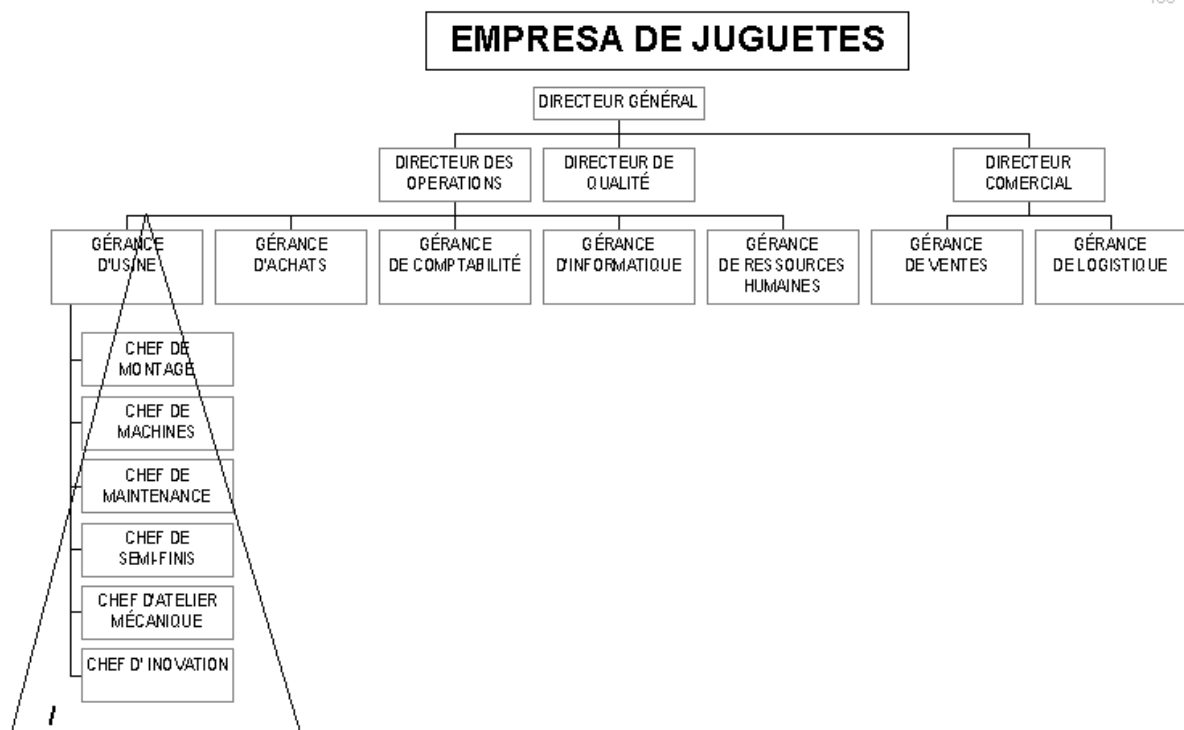 EMPRESA DE JUGUETES
DIRECTEUR GÉNÉRAL
DIRECTEUR DES
OPERATIONS
DIRECTEUR DE
QUALITÉ
DIRECTEUR
COMERCIAL
GÉRANCE
D'USINE
GÉRANCE
D'ACHATS
GÉRANCE
DE COMPTABILITÉ
GÉRANCE
D'INFORMATIQUE
GÉRANCE
DE RESSOURCES
HUMAINES
GÉRANCE
DE VENTES
GÉRANCE
DE LOGISTIQUE
CHEF DE
MONTAGE
CHEF DE
MACHINES
CHEF DE
MAINTENANCE
CHEF DE
SEMI-FINIS
CHEF D'ATELIER
MÉCANIQUE
CHEF D' INOVATION